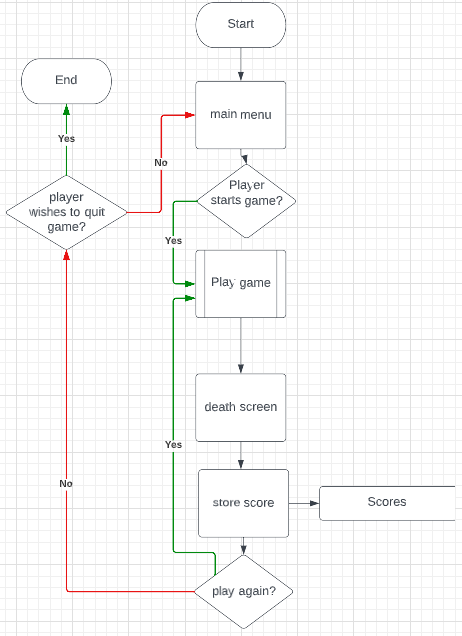 Start
End
main menu
Yes
No
Player
starts game?
player
wishes to quit
game?
Yes
Play game
death screen
Yes
No
store score
Scores
play again?